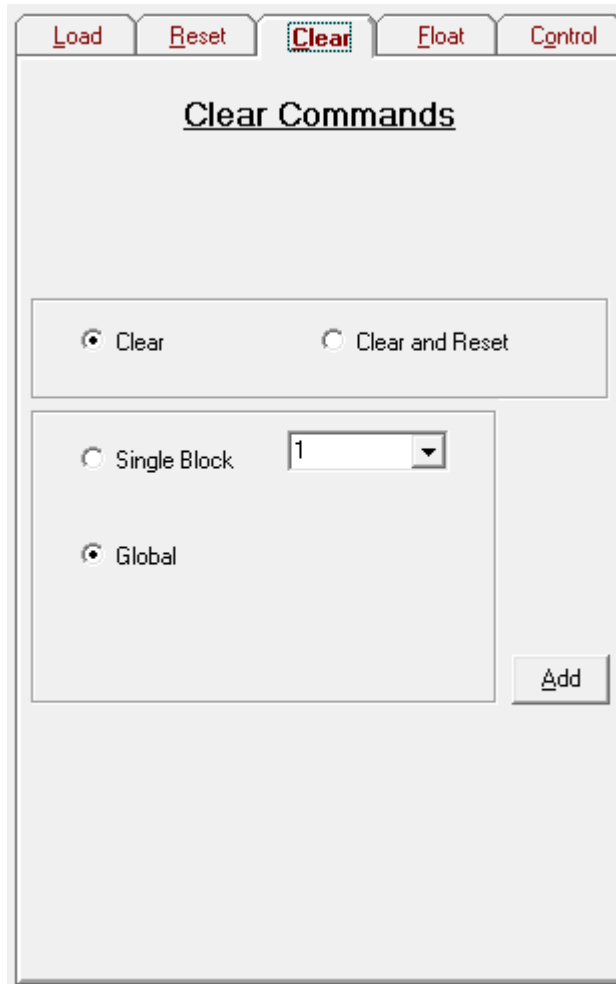 Load Reset Clear Float Control
Clear Commands
Clear Clear and Reset
Single Block 1
Global
Add